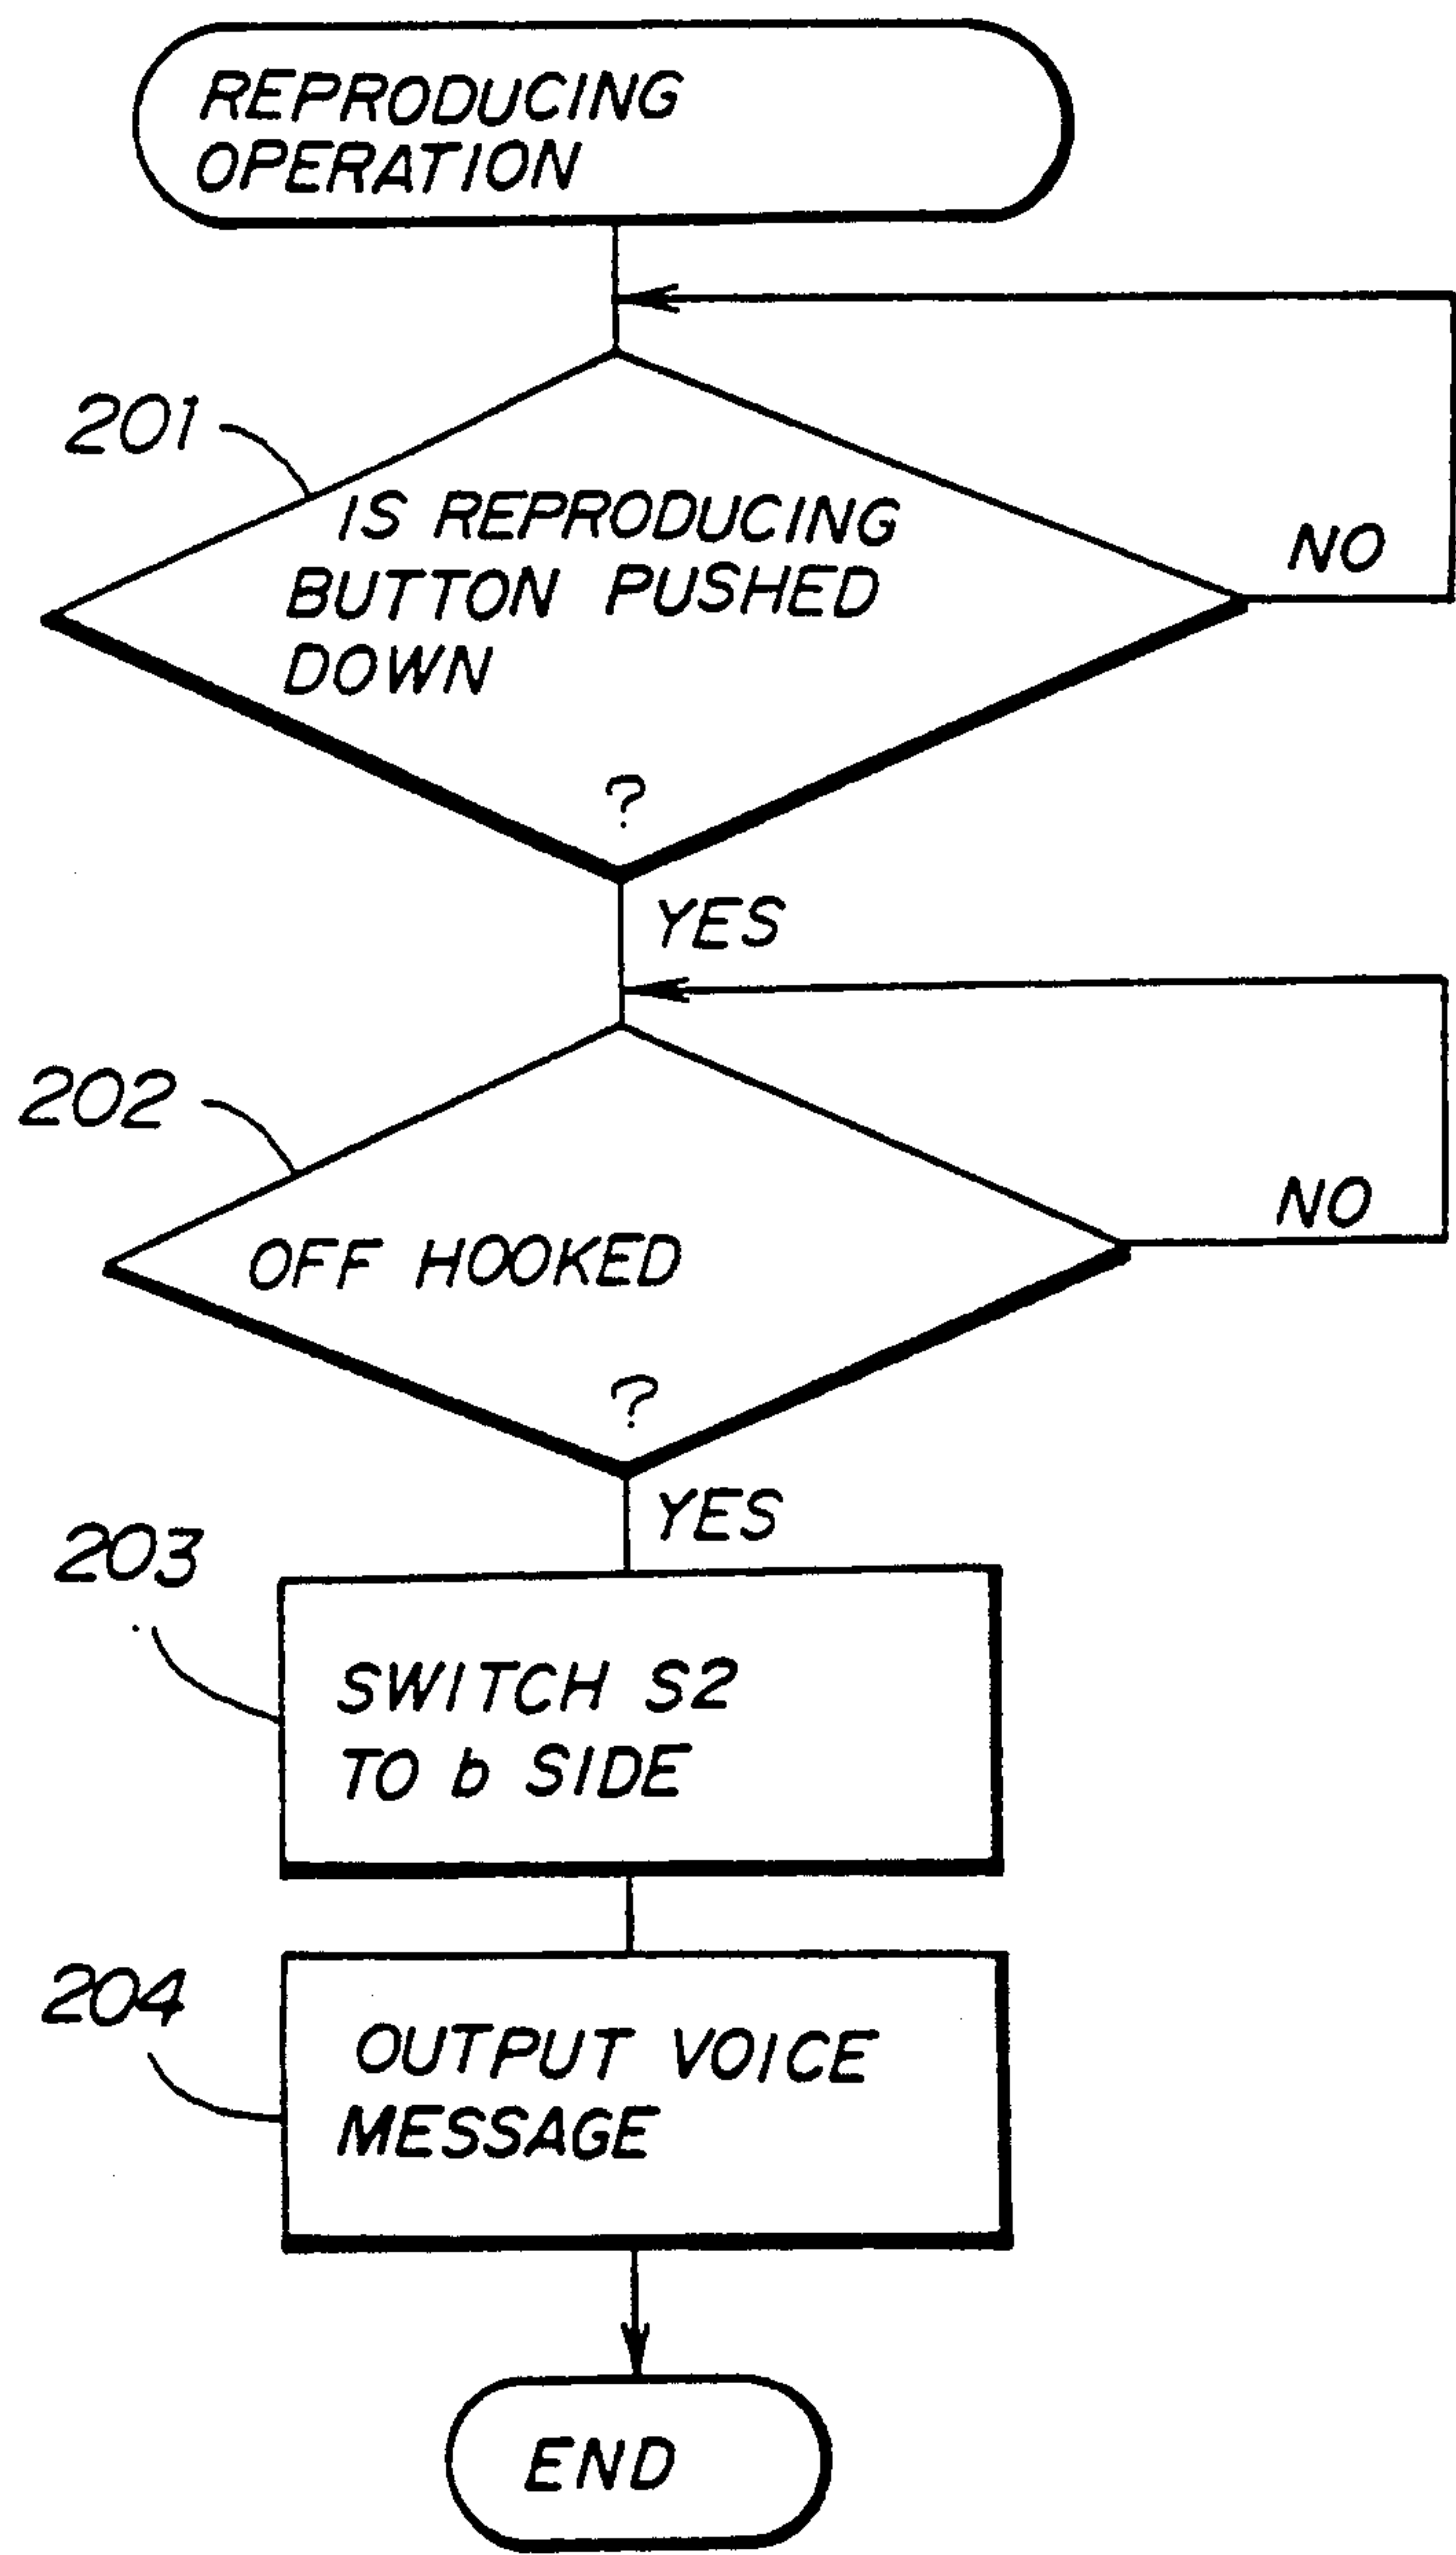 REPRODUCING
OPERATION
201
IS REPRODUCING
BUTTON PUSHED
DOWN
?
NO
YES
202
OFF HOOKED
?
NO
YES
203
SWITCH S2
TO b SIDE
204
OUTPUT VOICE
MESSAGE
END